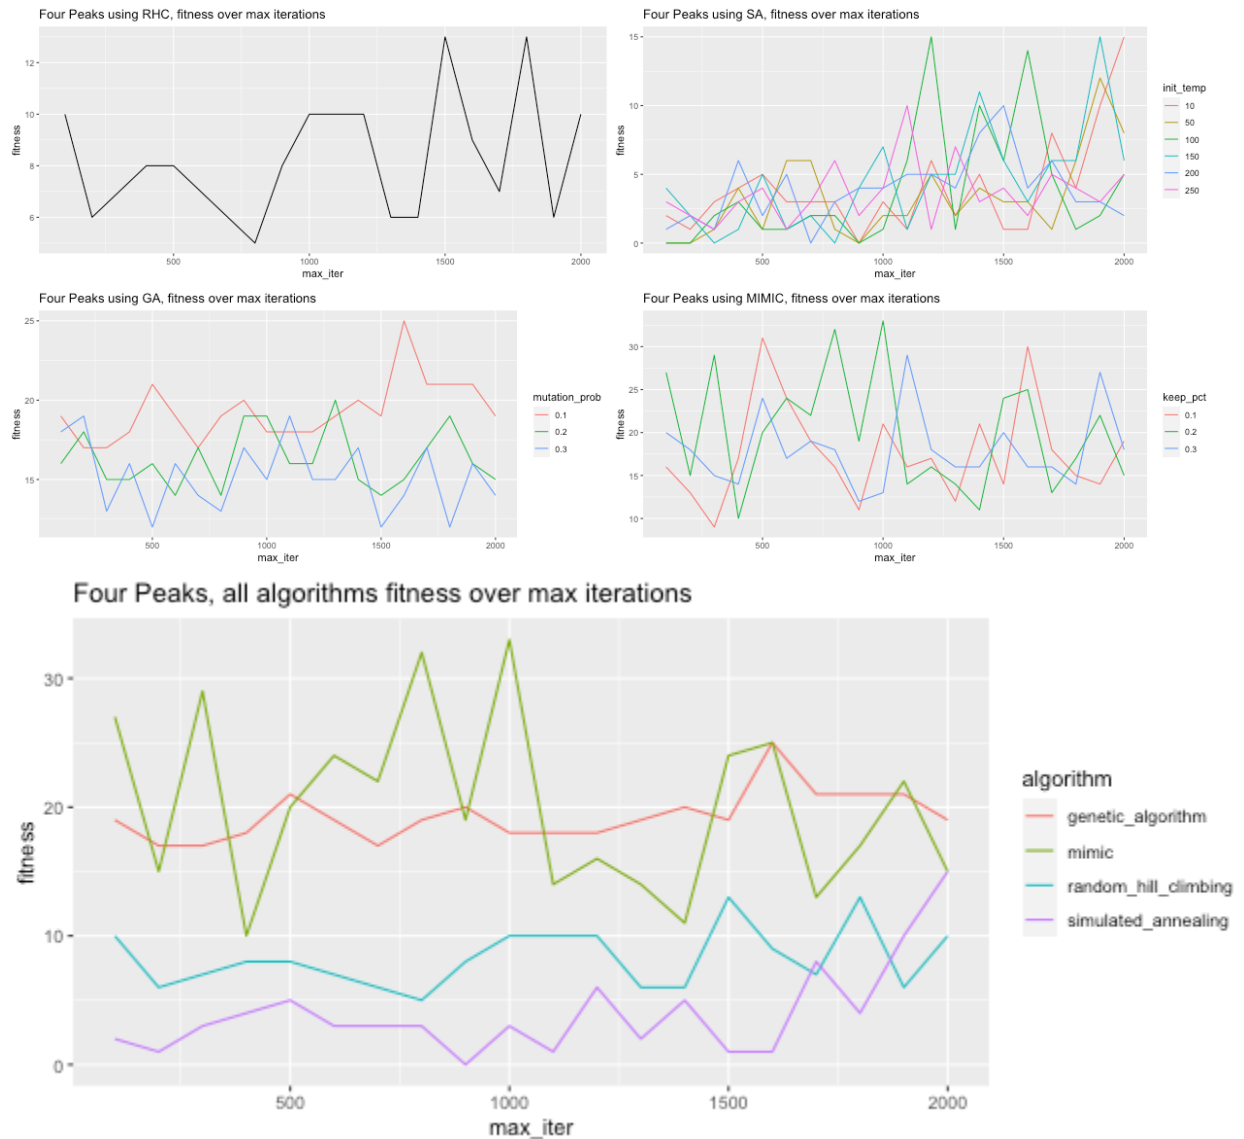 Four Peaks using RHC, fitness over max iterations
12
10
8
6
fitness
500
1000
1500
2000
max_iter
Four Peaks using SA, fitness over max iterations
15
10
5
0
fitness
500
1000
1500
2000
max_iter
init_temp
10
50
100
150
200
250
Four Peaks using GA, fitness over max iterations
25
20
15
fitness
500
1000
1500
2000
max_iter
mutation_prob
0.1
0.2
0.3
Four Peaks using MIMIC, fitness over max iterations
30
25
20
15
10
fitness
500
1000
1500
2000
max_iter
keep_pct
0.1
0.2
0.3
Four Peaks, all algorithms fitness over max iterations
30
20
10
0
fitness
500
1000
1500
2000
max_iter
algorithm
genetic_algorithm
mimic
random_hill_climbing
simulated_annealing